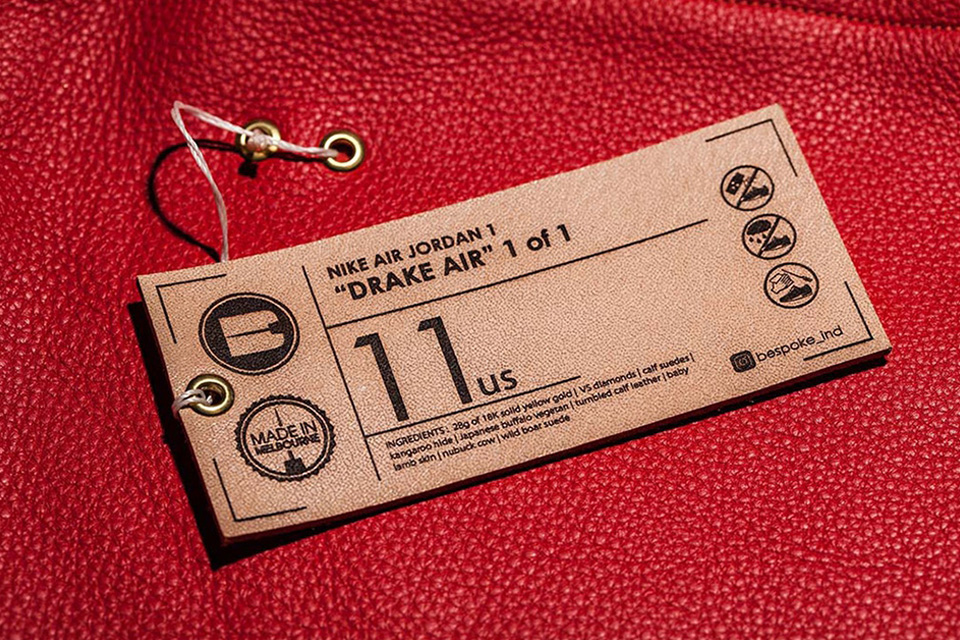 NIKE AIR JORDAN 1
“DRAKE AIR” 1 of 1
11us
INGREDIENTS: 28g of 18K solid yellow gold | VS diamonds | calf suedes |
kangaroo hide | Japanese buffalo vegetan | tumbled calf leather | baby
lamb skin | nubuck cow | wild boar suede
MADE IN
MELBOURNE
bespoke_ind